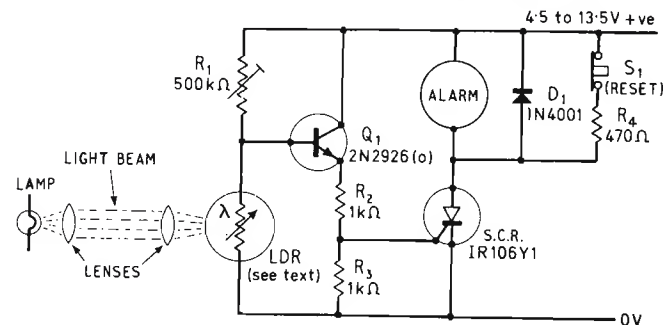 4·5 to 13·5V +ve
R1
500kΩ
S1
(RESET)
ALARM
D1
IN4001
Q1
2N2926(o)
R4
470Ω
LIGHT BEAM
LAMP
λ
R2
1kΩ
S.C.R.
IR106Y1
LENSES
LDR
(see text)
R3
1kΩ
0V